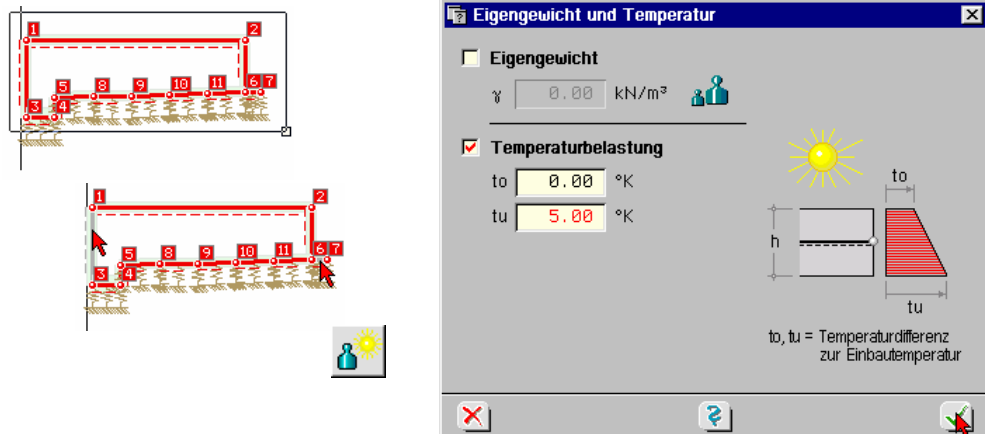 1
2
5
8
9
10
11
6
7
3
4
1
2
5
8
9
10
11
6
7
3
4
Eigengewicht und Temperatur
Eigengewicht
γ 0.00 kN/m³
Temperaturbelastung
to 0.00 °K
tu 5.00 °K
to
h
tu
to, tu = Temperaturdifferenz
zur Einbautemperatur